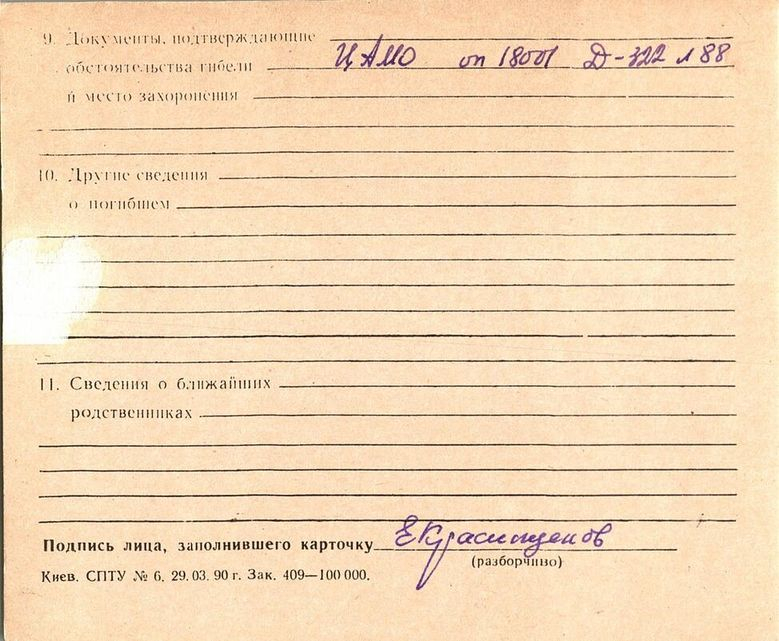 9. Документы, подтверждающие
обстоятельства гибели ЦАМО оп 18001 Д-322 л 88
и место захоронения
10. Другие сведения
о погибшем
11. Сведения о ближайших
родственниках
Подпись лица, заполнившего карточку
(разборчиво)
Киев. СПТУ № 6. 29.03.90 г. Зак. 409—100 000.